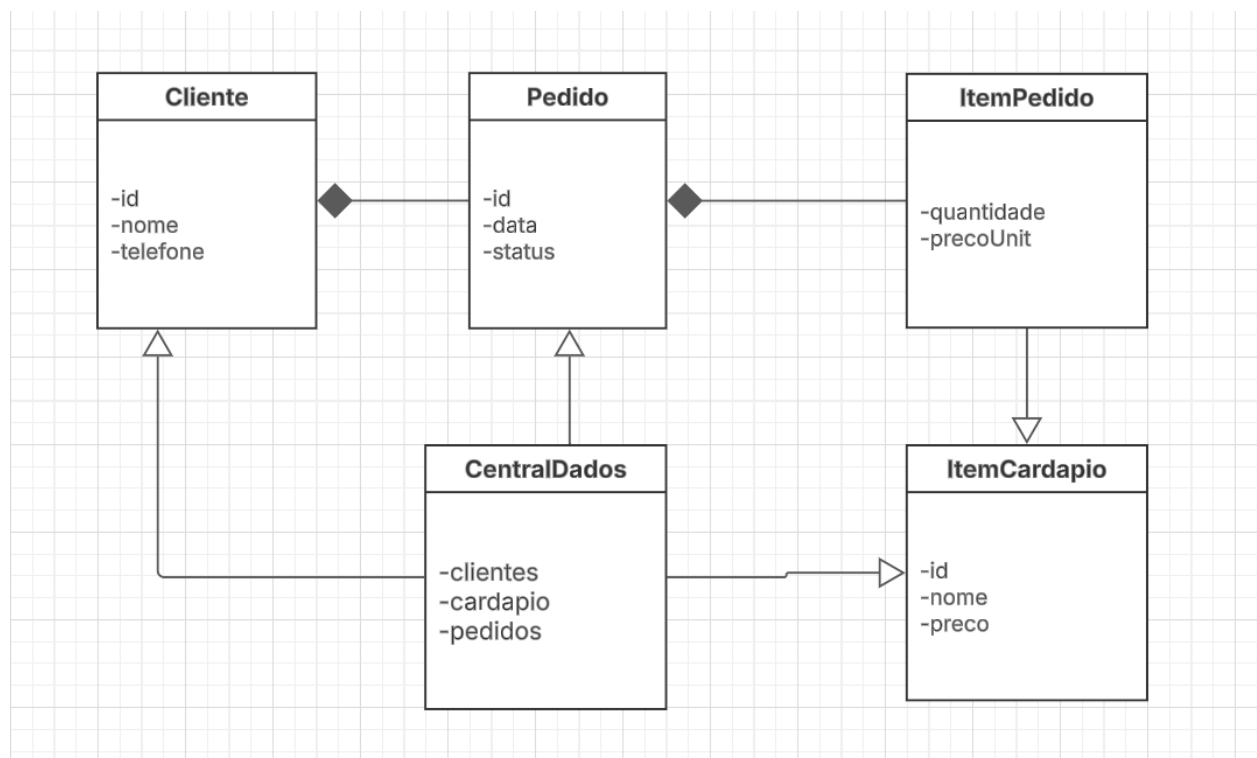 Cliente
-id
-nome
-telefone
Pedido
-id
-data
-status
ItemPedido
-quantidade
-precoUnit
CentralDados
-clientes
-cardapio
-pedidos
ItemCardapio
-id
-nome
-preco